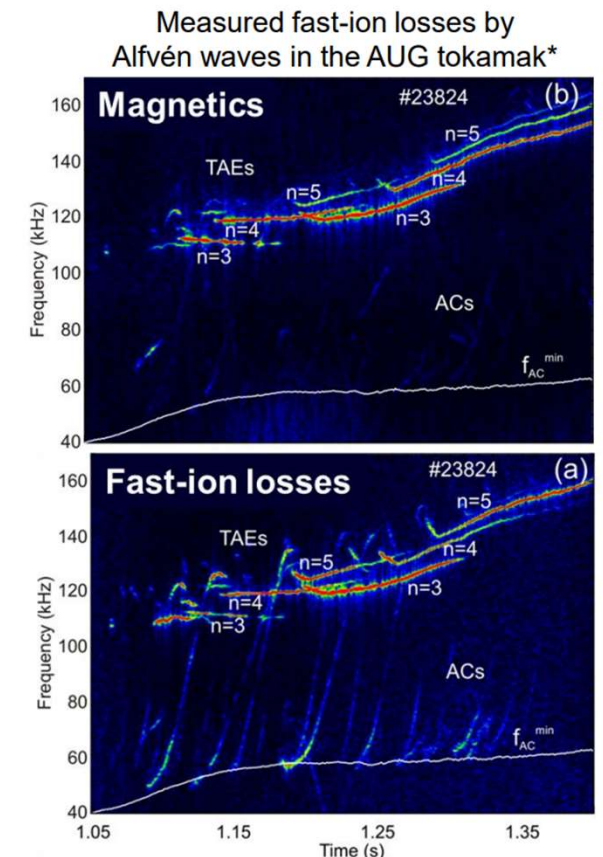 Measured fast-ion losses by
Alfvén waves in the AUG tokamak*
Magnetics
#23824
(b)
n=5
TAEs
n=5
n=4
n=4
n=3
n=3
ACs
f_AC^min
160
140
120
100
80
60
40
Frequency (kHz)
Fast-ion losses
#23824
(a)
n=5
TAEs
n=5
n=4
n=4
n=3
n=3
ACs
f_AC^min
160
140
120
100
80
60
40
Frequency (kHz)
1.05 1.15 1.25 1.35
Time (s)